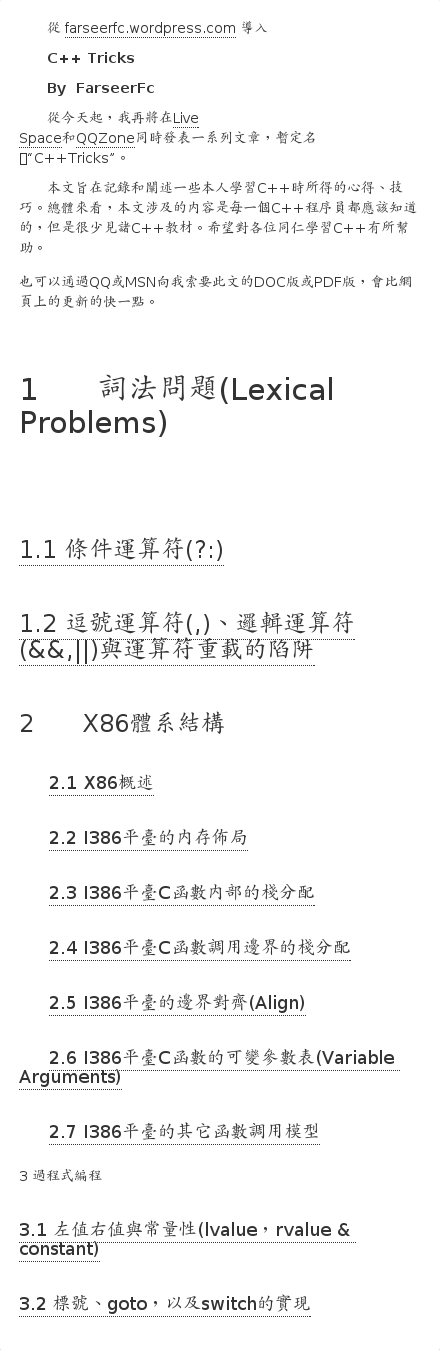 從 farseerfc.wordpress.com 導入
C++ Tricks
By FarseerFc
從今天起，我再將在Live
Space和QQZone同時發表一系列文章，暫定名
“C++Tricks”。
本文旨在記錄和闡述一些本人學習C++時所得的心得、技
巧。總體來看，本文涉及的內容是每一個C++程序員都應該知道
的，但是很少見諸C++教材。希望對各位同仁學習C++有所幫
助。
也可以通過QQ或MSN向我索要此文的DOC版或PDF版，會比網
頁上的更新的快一點。
1 詞法問題(Lexical
Problems)
1.1 條件運算符(?:)
1.2 逗號運算符(,)、邏輯運算符
(&&,||)與運算符重載的陷阱
2 X86體系結構
2.1 X86概述
2.2 I386平臺的内存佈局
2.3 I386平臺C函數内部的棧分配
2.4 I386平臺C函數調用邊界的棧分配
2.5 I386平臺的邊界對齊(Align)
2.6 I386平臺C函數的可變參數表(Variable
Arguments)
2.7 I386平臺的其它函數調用模型
3 過程式編程
3.1 左值右值與常量性(lvalue，rvalue &
constant)
3.2 標號、goto，以及switch的實現